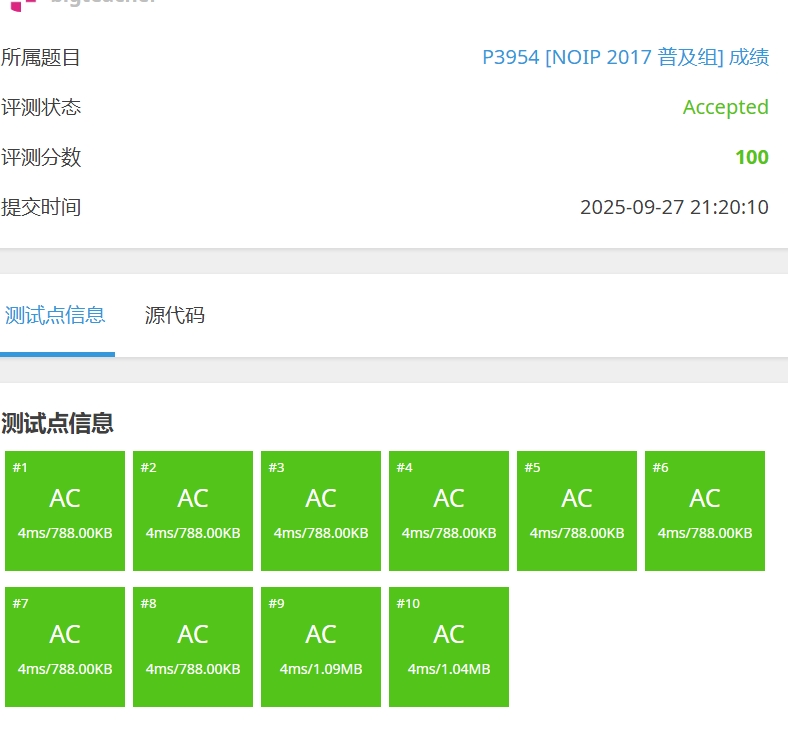 所属题目 P3954 [NOIP 2017 普及组] 成绩
评测状态 Accepted
评测分数 100
提交时间 2025-09-27 21:20:10
测试点信息 源代码
测试点信息
#1 #2 #3 #4 #5 #6
AC AC AC AC AC AC
4ms/788.00KB 4ms/788.00KB 4ms/788.00KB 4ms/788.00KB 4ms/788.00KB 4ms/788.00KB
#7 #8 #9 #10
AC AC AC AC
4ms/788.00KB 4ms/788.00KB 4ms/1.09MB 4ms/1.04MB